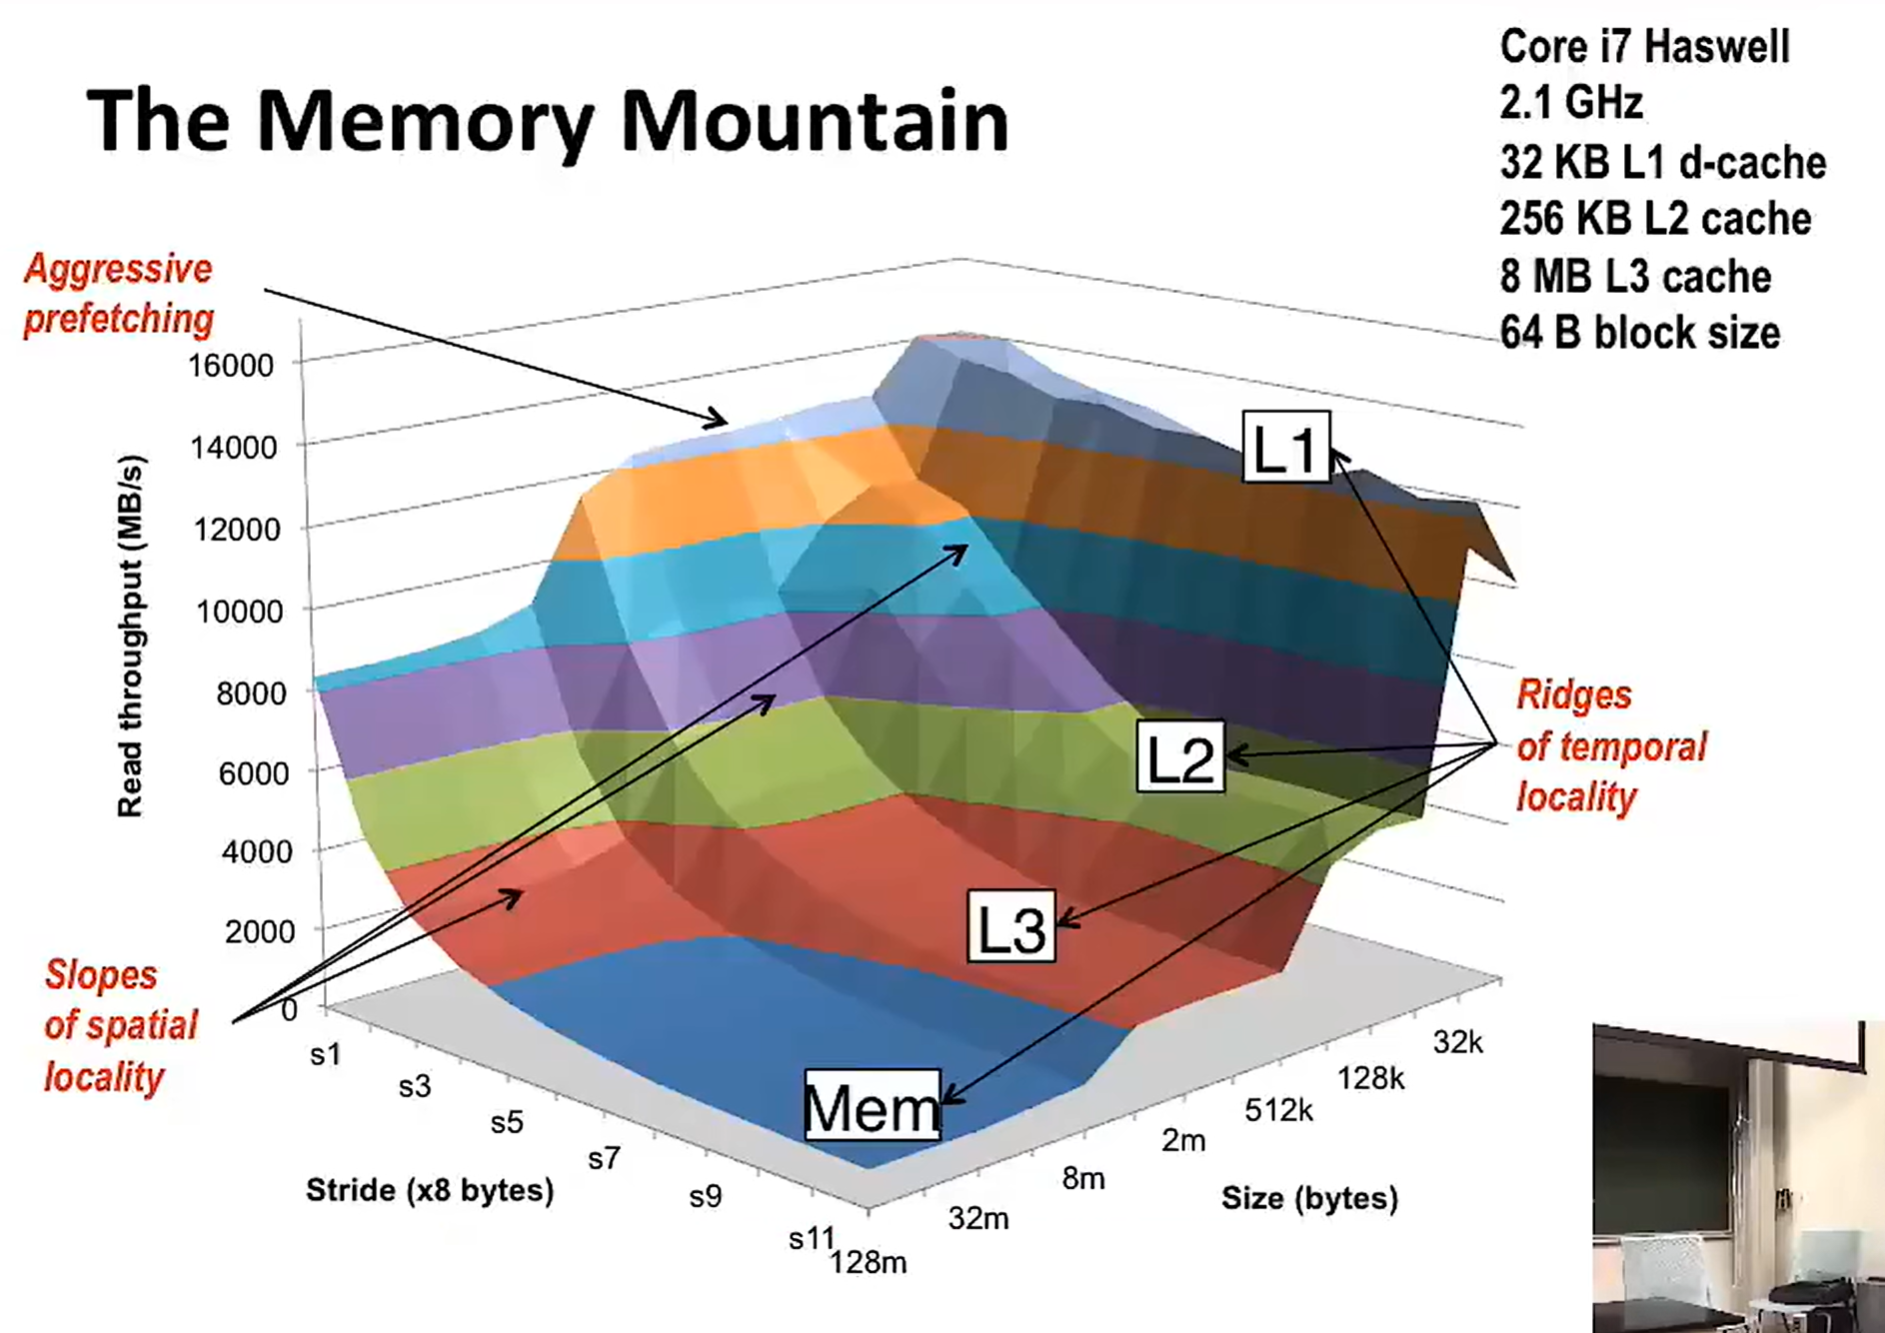 The Memory Mountain
Core i7 Haswell
2.1 GHz
32 KB L1 d-cache
256 KB L2 cache
8 MB L3 cache
64 B block size
Aggressive
prefetching
16000
14000
12000
10000
8000
6000
4000
2000
0
Read throughput (MB/s)
L1
L2
L3
Mem
Ridges
of temporal
locality
Slopes
of spatial
locality
s1
s3
s5
s7
s9
s11
Stride (x8 bytes)
128m
32m
8m
2m
512k
128k
32k
Size (bytes)